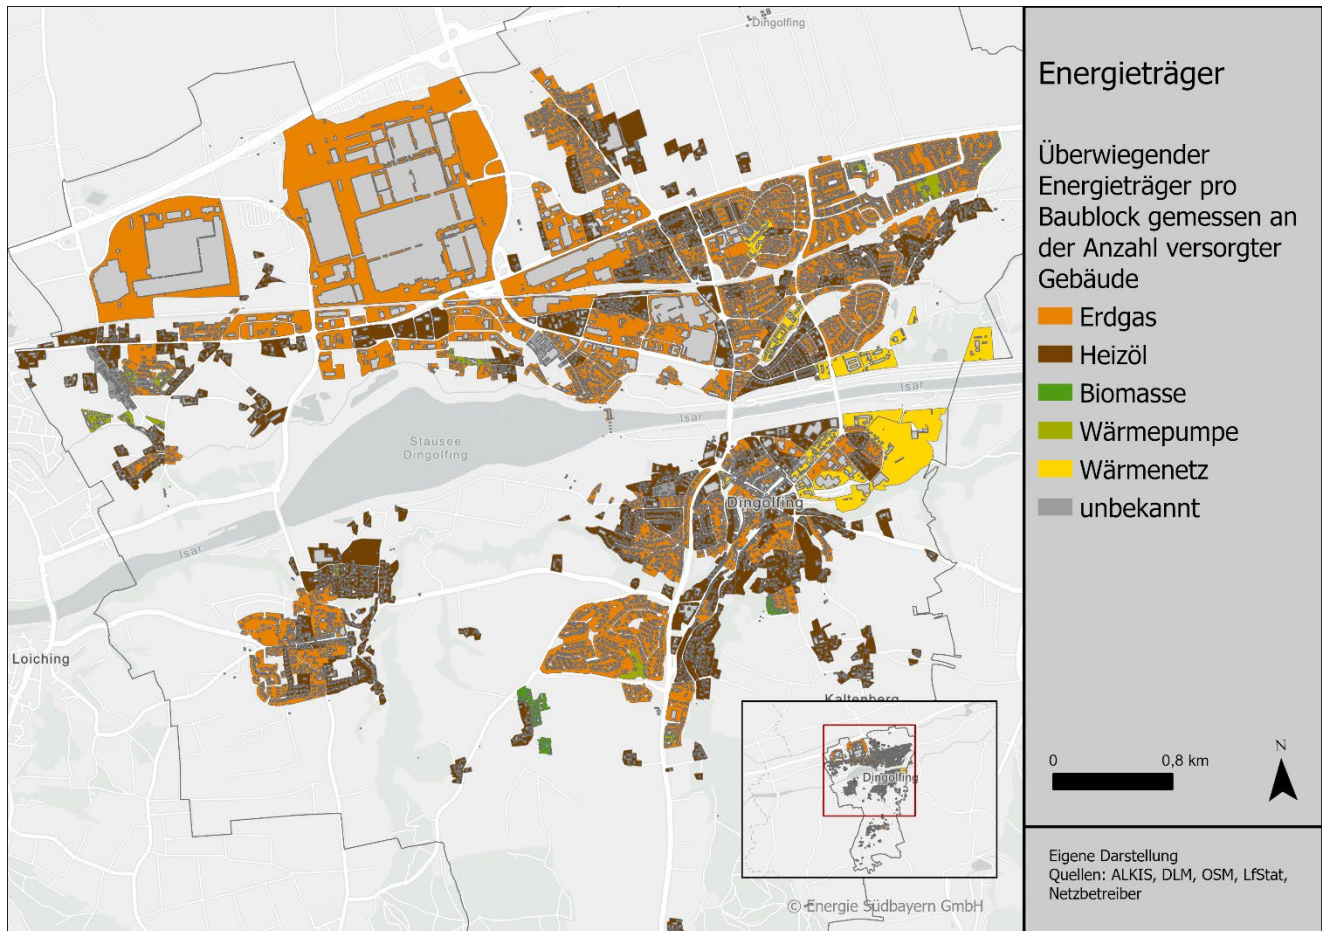 Dingolfing
Isar
Isar
Stausee
Dingolfing
Dingolfing
Isar
Loiching
Kaltenberg
Dingolfing
© Energie Südbayern GmbH
Energieträger
Überwiegender
Energieträger pro
Baublock gemessen an
der Anzahl versorgter
Gebäude
Erdgas
Heizöl
Biomasse
Wärmepumpe
Wärmenetz
unbekannt
0 0,8 km
N
Eigene Darstellung
Quellen: ALKIS, DLM, OSM, LfStat,
Netzbetreiber